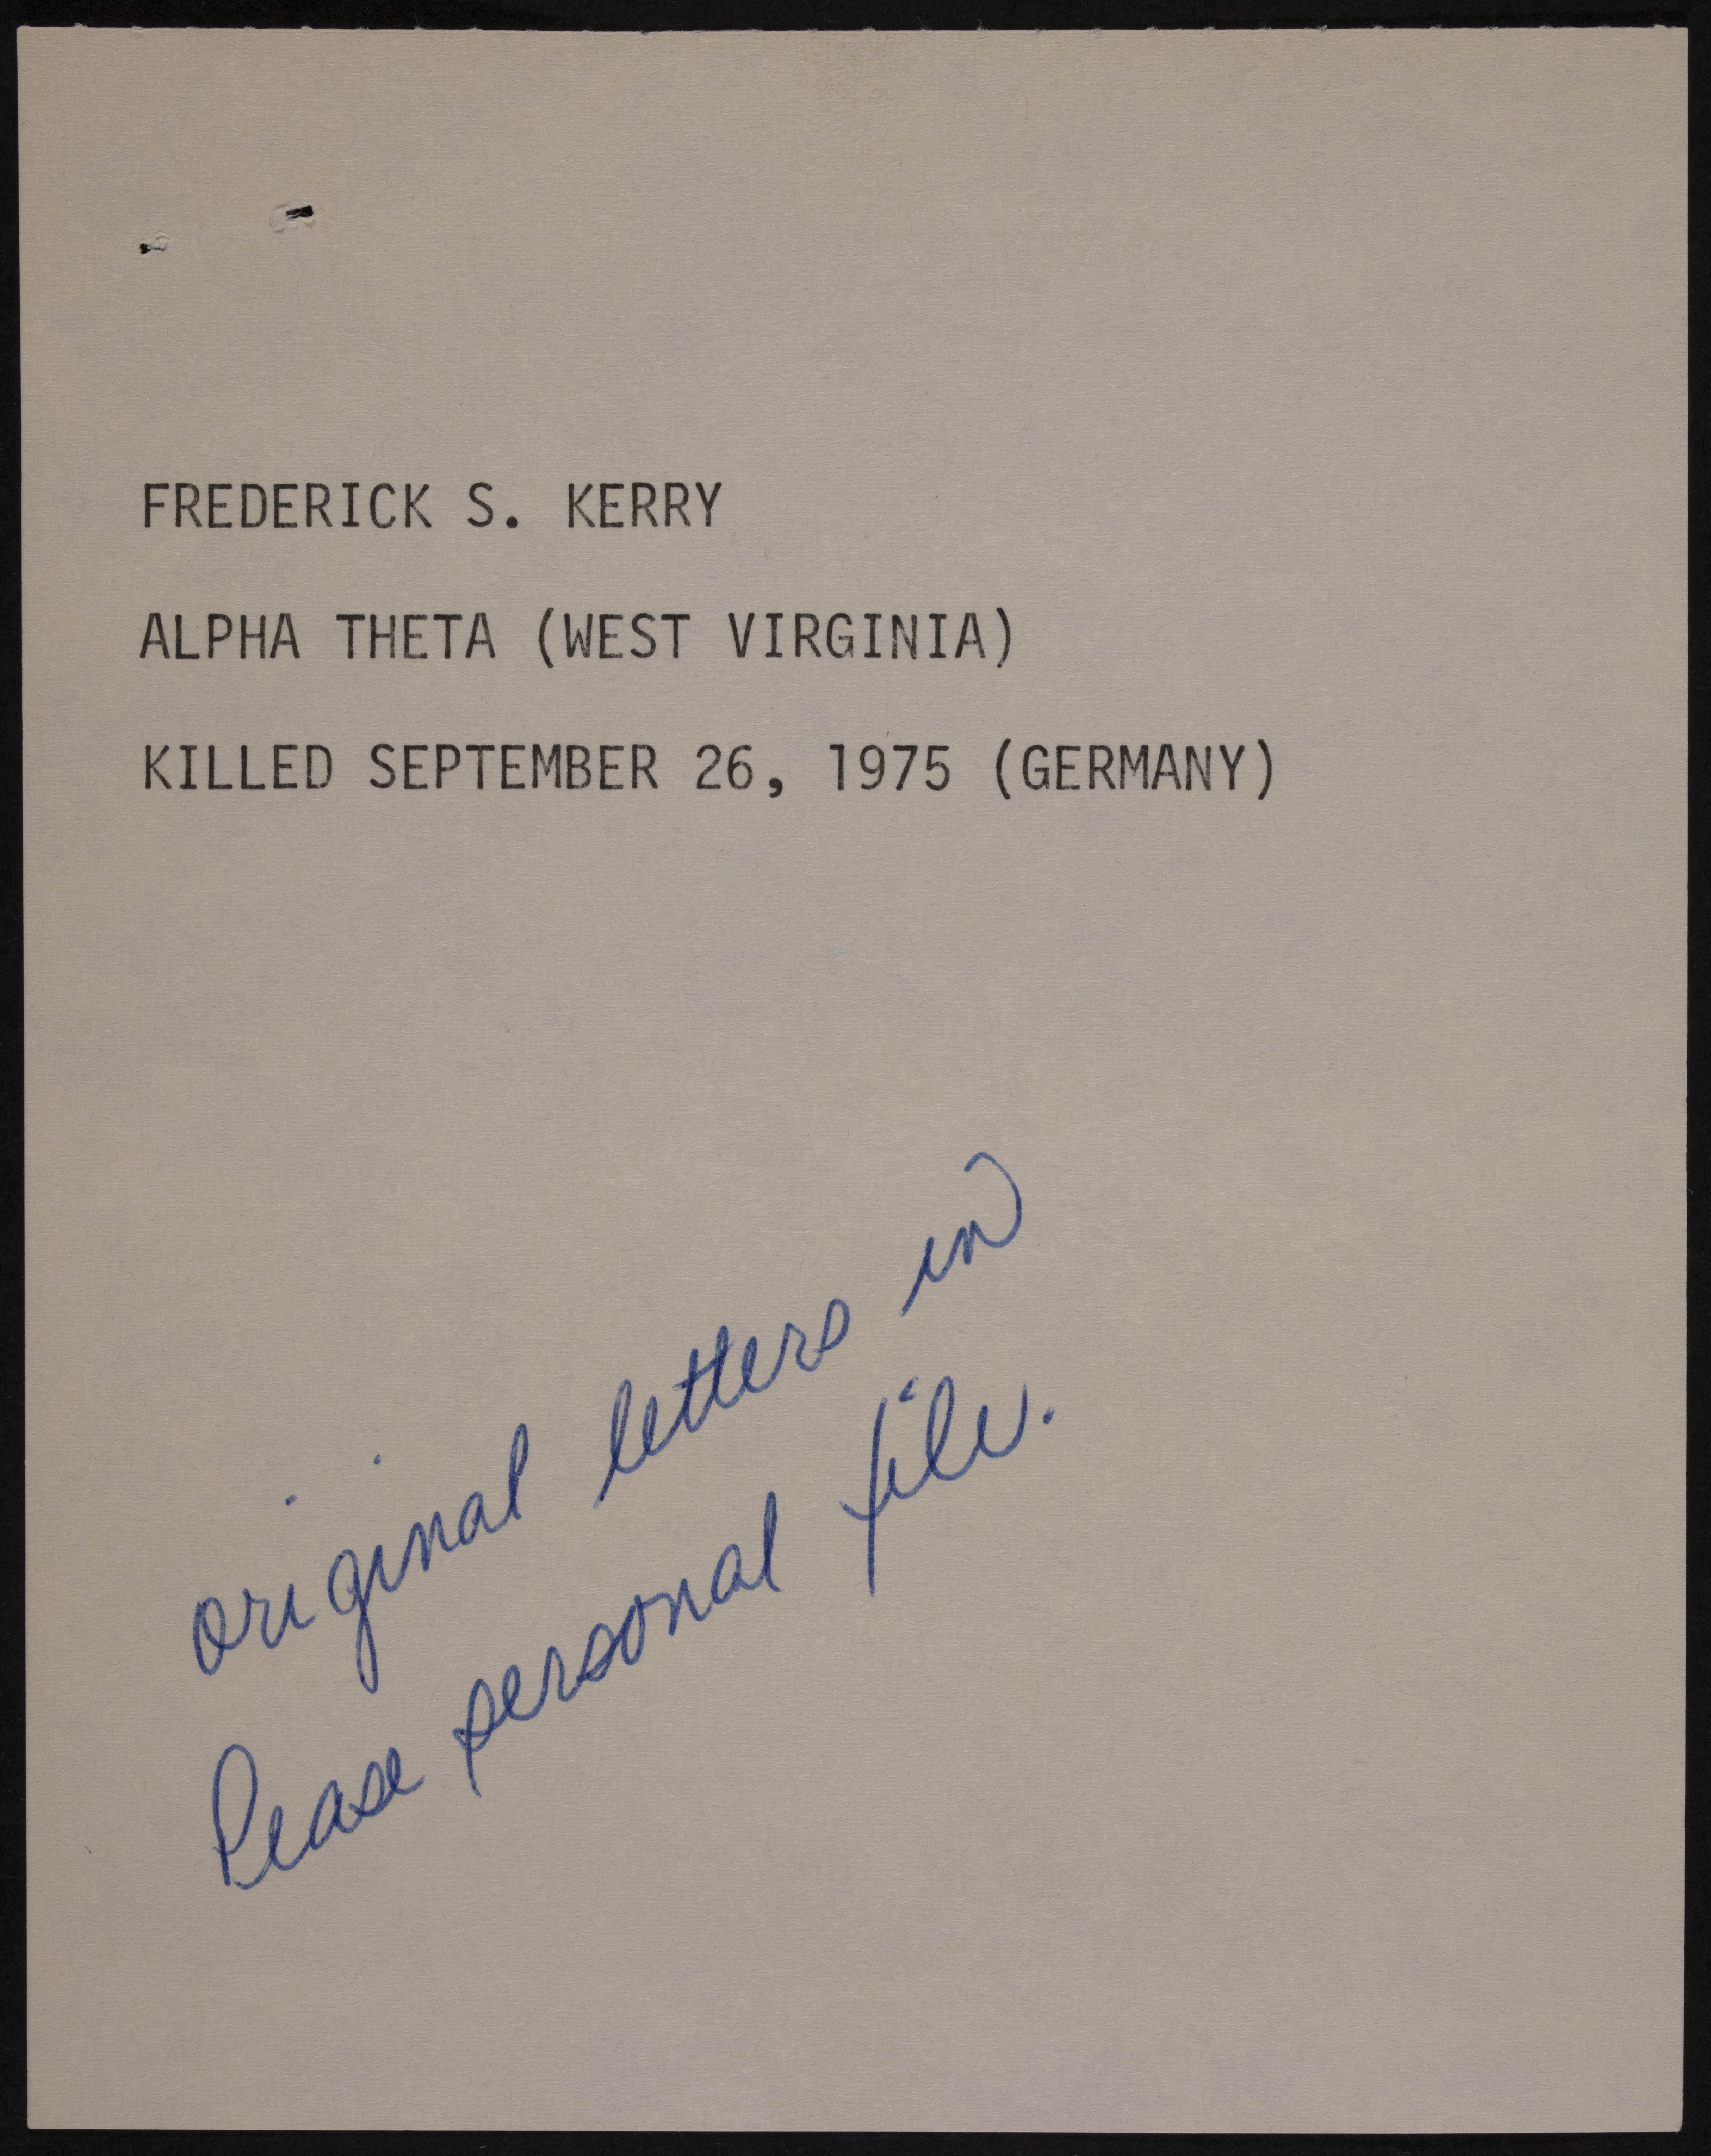 FREDERICK S. KERRY
ALPHA THETA (WEST VIRGINIA)
KILLED SEPTEMBER 26, 1975 (GERMANY)
original letters in
Pease personal file.